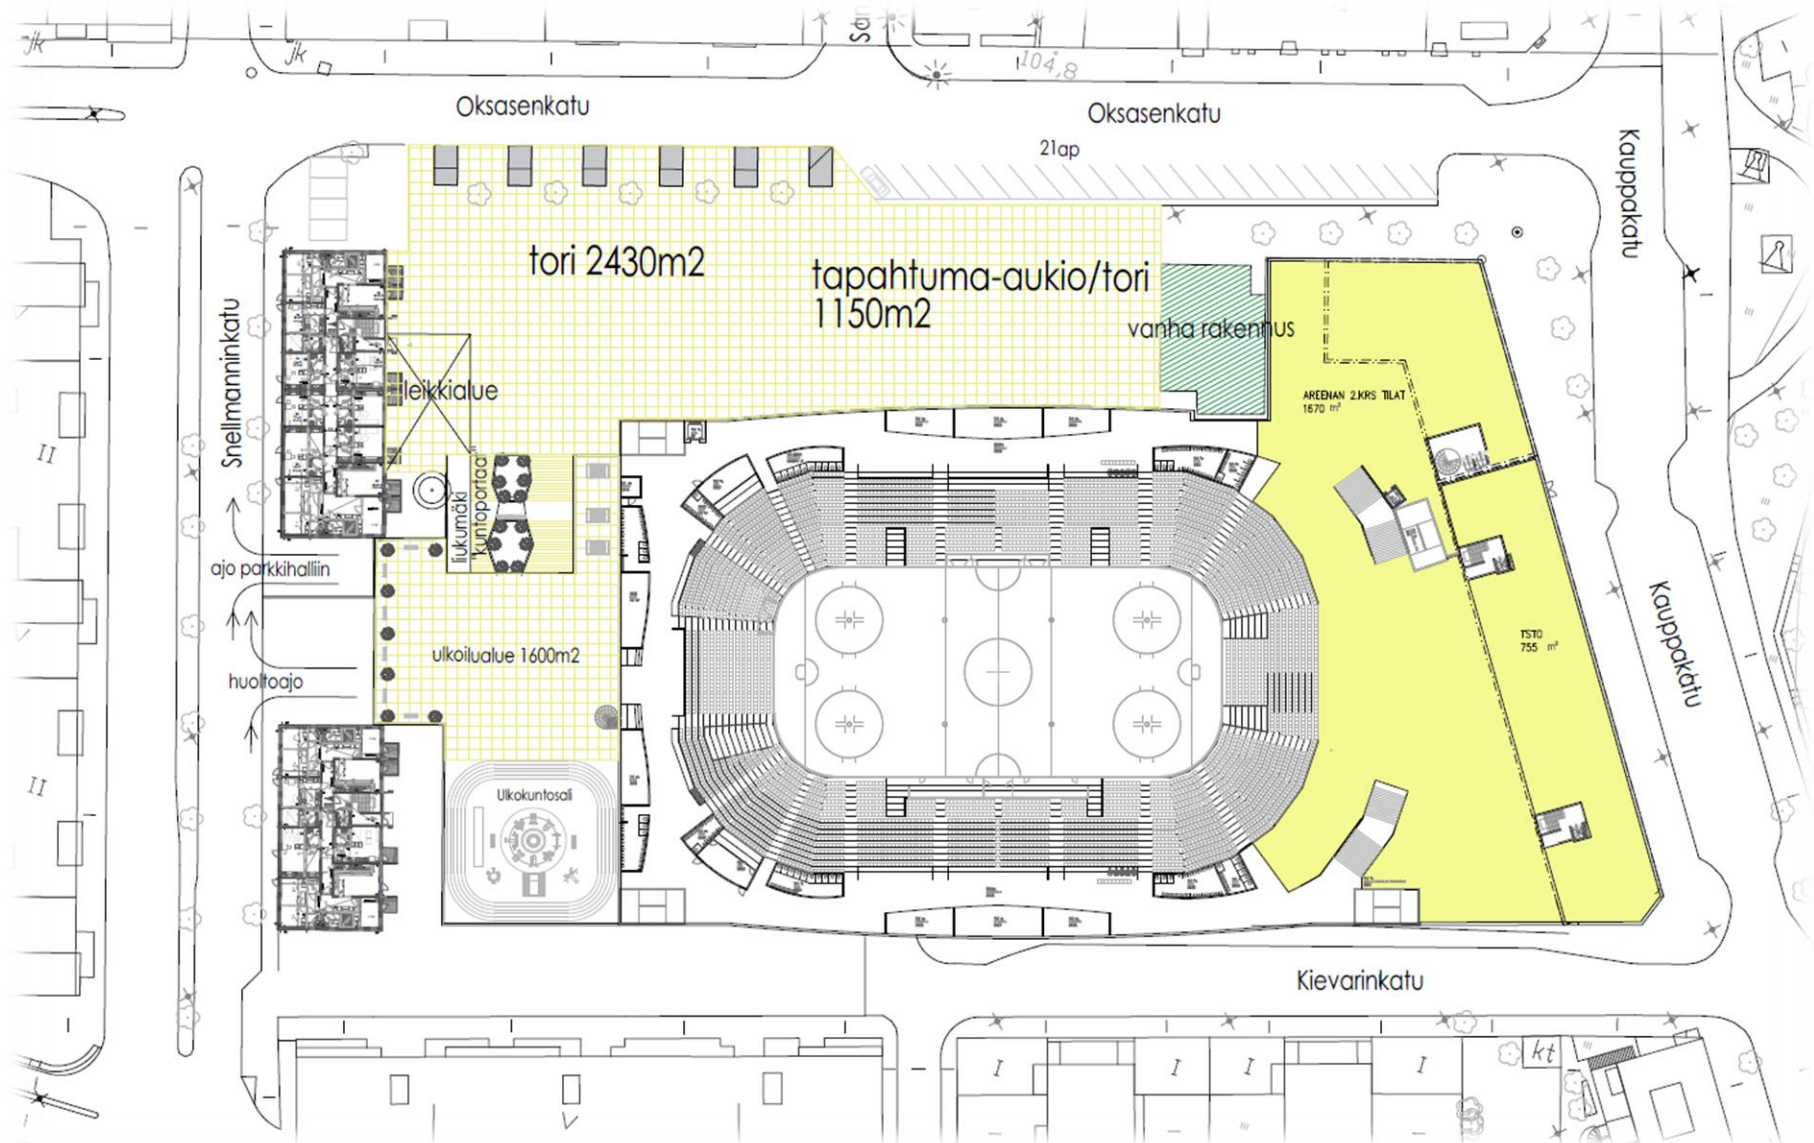 jk
jk
104,8
Oksasenkatu
Oksasenkatu
21ap
Kauppakatu
tori 2430m2
tapahtuma-aukio/tori
1150m2
vanha rakennus
Snellmanninkatu
leikkialue
AREENAN 2.KRS TILAT
1670 m²
liukumäki
"kuntoportaat"
ajo parkkihalliin
ulkoilualue 1600m2
huoltoajo
TSTO
755 m²
Kauppakatu
Ulkokuntosali
II
II
Kievarinkatu
I
I
I
I
kt